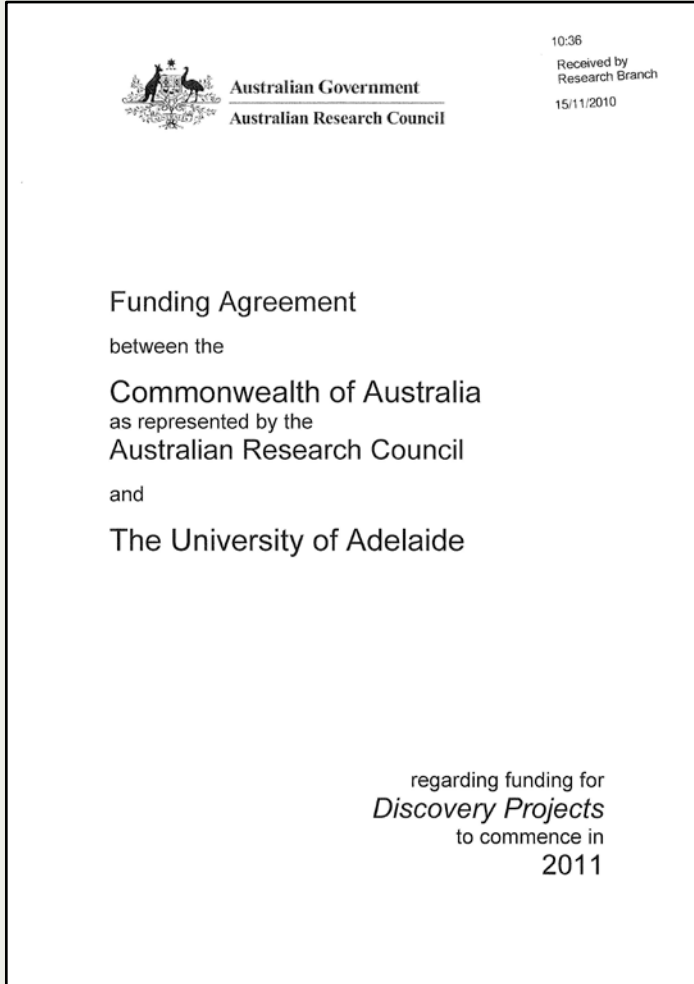 10:36
Received by
Research Branch
15/11/2010
Australian Government
Australian Research Council
Funding Agreement
between the
Commonwealth of Australia
as represented by the
Australian Research Council
and
The University of Adelaide
regarding funding for
Discovery Projects
to commence in
2011